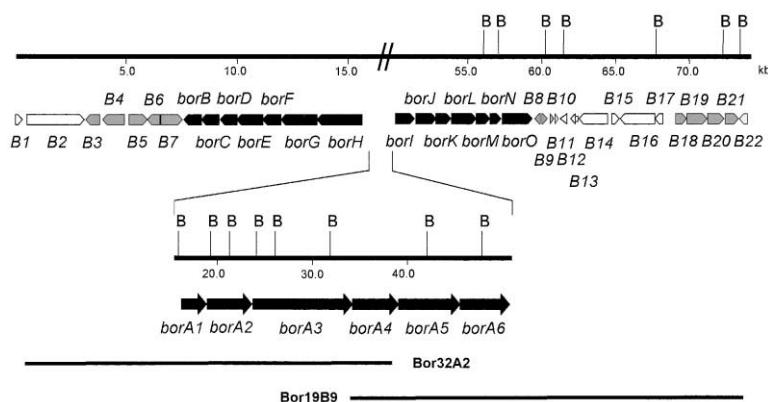 B B B B B B B
5.0 10.0 15.0 55.0 60.0 65.0 70.0 kb
B4 B6 borB borD borF borJ borL borN B8 B10 B15 B17 B19 B21
B1 B2 B3 B5 B7 borC borE borG borH borI borK borM borO B9 B11 B12 B13 B14 B16 B18 B20 B22
B B B B B B B B
20.0 30.0 40.0
borA1 borA2 borA3 borA4 borA5 borA6
Bor32A2
Bor19B9